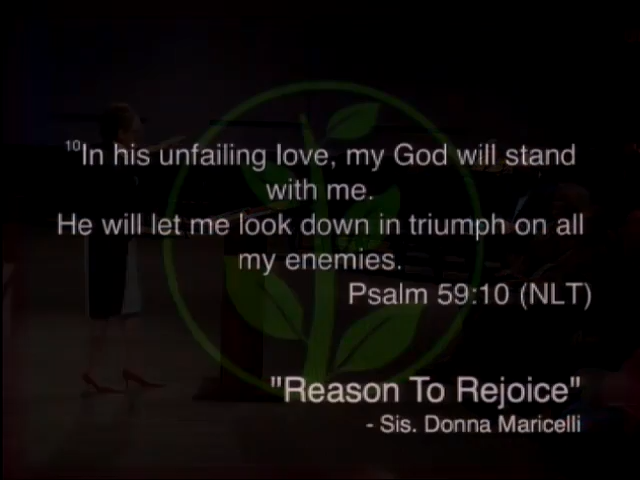 10In his unfailing love, my God will stand
with me.
He will let me look down in triumph on all
my enemies.
Psalm 59:10 (NLT)
"Reason To Rejoice"
- Sis. Donna Maricelli